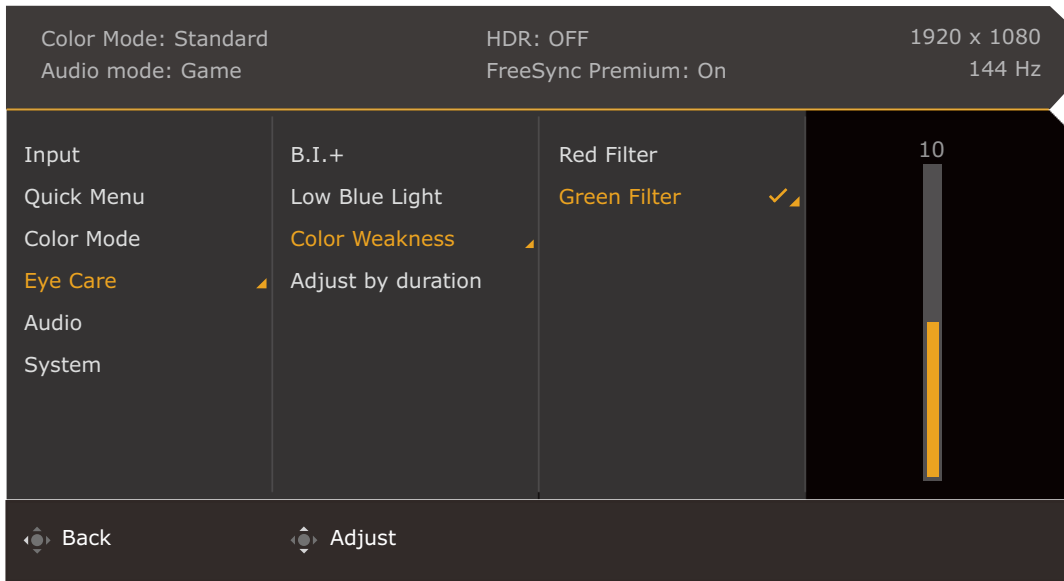 Color Mode: Standard
HDR: OFF
1920 x 1080
Audio mode: Game
FreeSync Premium: On
144 Hz
Input
Quick Menu
Color Mode
Eye Care
Audio
System
B.I.+
Low Blue Light
Color Weakness
Adjust by duration
Red Filter
Green Filter
10
Back
Adjust